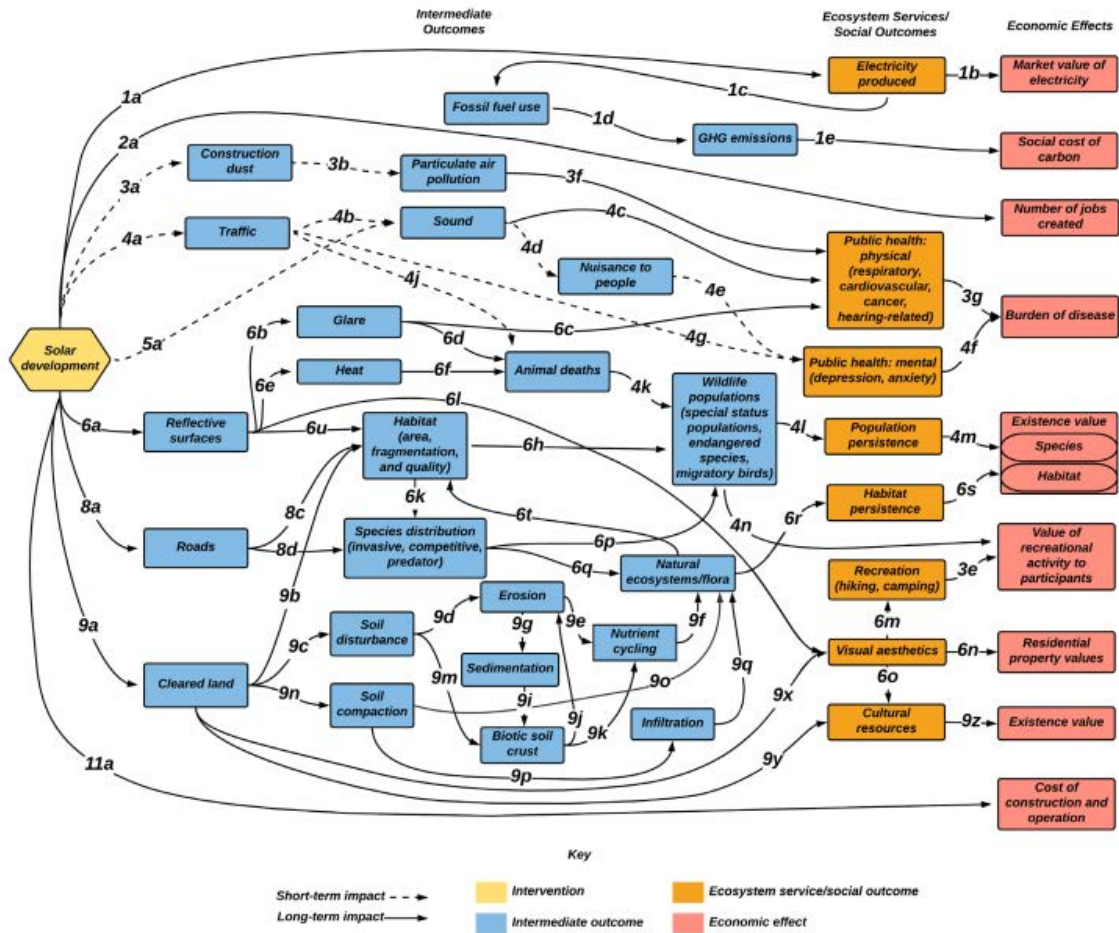 Intermediate
Outcomes
Ecosystem Services/
Social Outcomes
Economic Effects
Electricity
produced
1b
Market value of
electricity
1a
1c
Fossil fuel use
1d
GHG emissions
1e
Social cost of
carbon
2a
Construction
dust
3b
Particulate air
pollution
3f
3a
Number of jobs
created
4a
Traffic
4b
Sound
4c
4d
Public health:
physical
(respiratory,
cardiovascular,
cancer,
hearing-related)
Nuisance to
people
4j
4e
3g
Burden of disease
Solar
development
5a
6b
Glare
6c
6d
4g
4f
Public health: mental
(depression, anxiety)
6e
Heat
6f
Animal deaths
4k
Wildlife
populations
(special status
populations,
endangered
species,
migratory birds)
6a
Reflective
surfaces
6u
6l
Habitat
(area,
fragmentation,
and quality)
6h
4l
Population
persistence
4m
Existence value
Species
Habitat
6k
6s
Habitat
persistence
8a
8c
6t
6r
4n
Roads
8d
Species distribution
(invasive, competitive,
predator)
6p
6q
Natural
ecosystems/flora
Value of
recreational
activity to
participants
Recreation
(hiking, camping)
3e
9b
9a
Erosion
9d
9e
9f
9c
Soil
disturbance
9g
Nutrient
cycling
6m
Visual aesthetics
6n
Residential
property values
Cleared land
Sedimentation
9m
9o
9q
6o
9x
9n
Soil
compaction
9i
9j
Biotic soil
crust
9k
Infiltration
Cultural
resources
9z
Existence value
9y
11a
9p
Cost of
construction and
operation
Key
Short-term impact
Intervention
Ecosystem service/social outcome
Long-term impact
Intermediate outcome
Economic effect